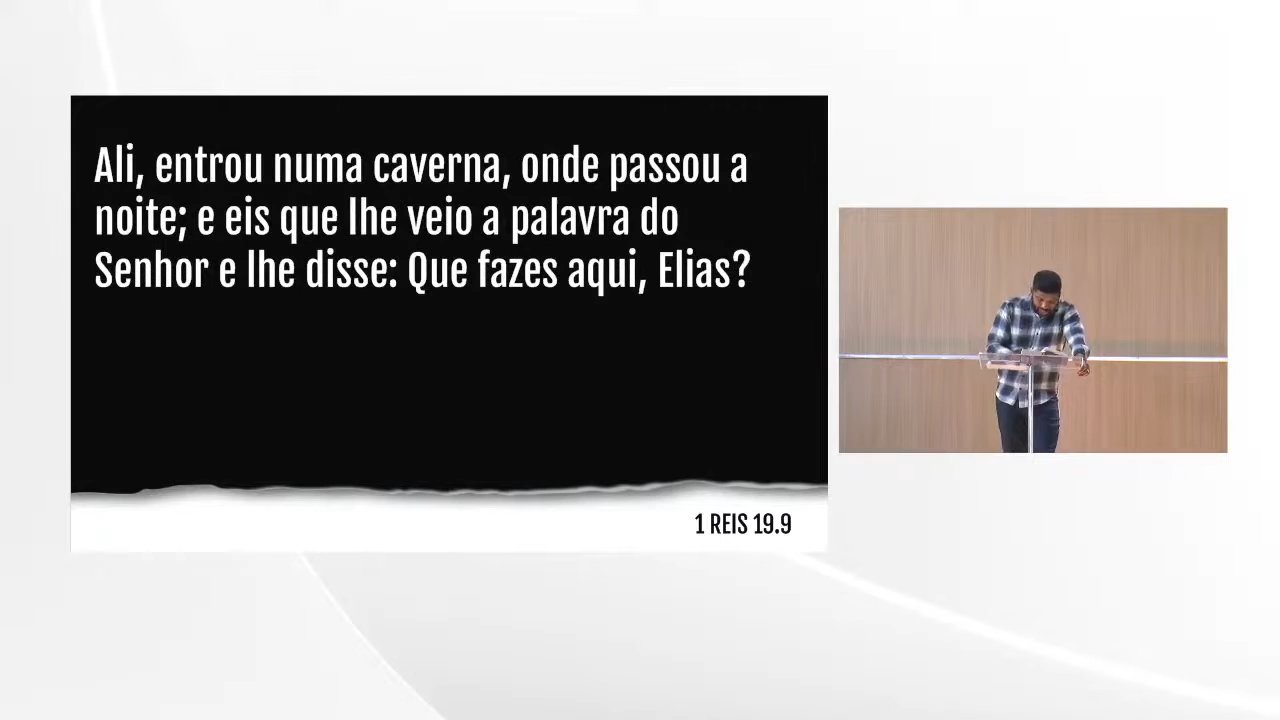 Ali, entrou numa caverna, onde passou a
noite; e eis que lhe veio a palavra do
Senhor e lhe disse: Que fazes aqui, Elias?
1 REIS 19.9